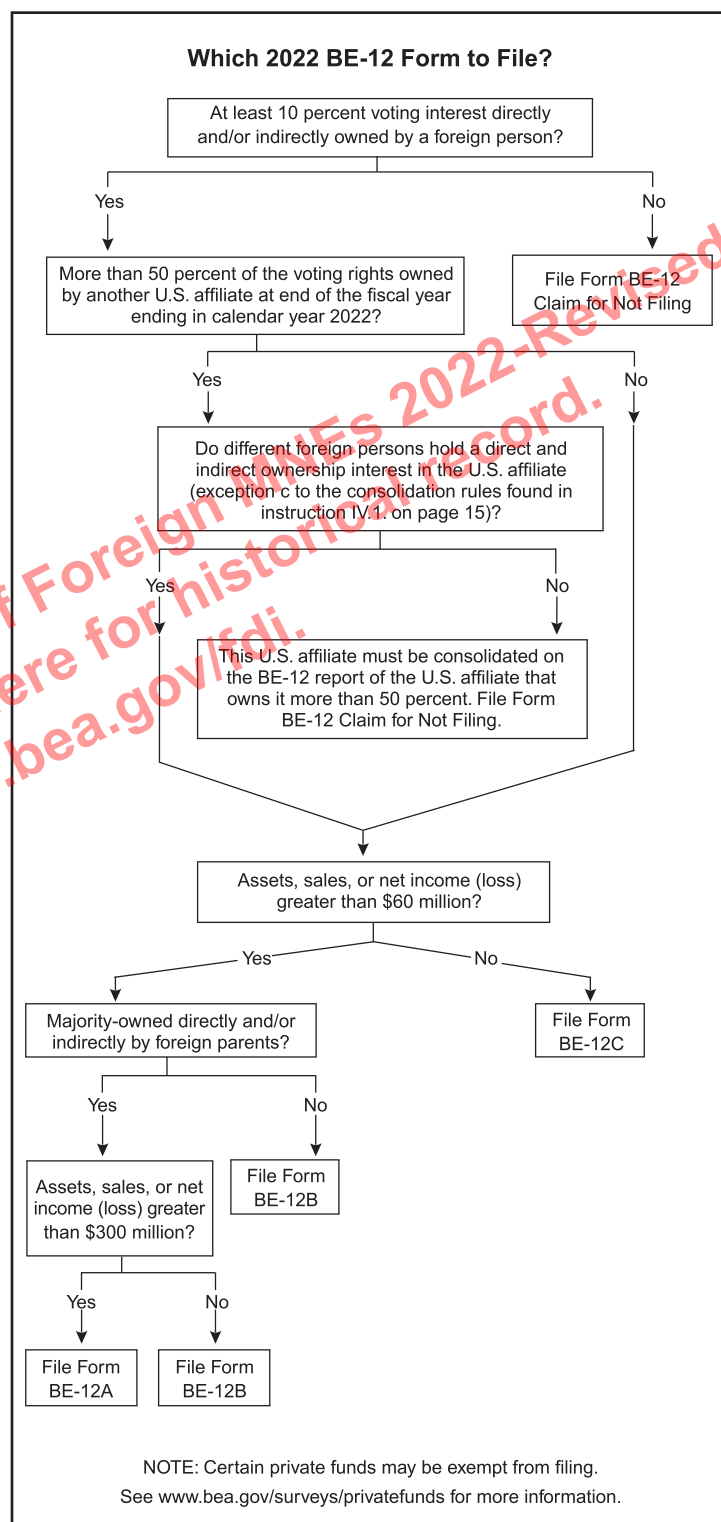 Which 2022 BE-12 Form to File?
At least 10 percent voting interest directly
and/or indirectly owned by a foreign person?
Yes
No
More than 50 percent of the voting rights owned
by another U.S. affiliate at end of the fiscal year
ending in calendar year 2022?
File Form BE-12
Claim for Not Filing
Yes
No
Do different foreign persons hold a direct and
indirect ownership interest in the U.S. affiliate
(exception c to the consolidation rules found in
instruction IV.1. on page 15)?
Yes
No
This U.S. affiliate must be consolidated on
the BE-12 report of the U.S. affiliate that
owns it more than 50 percent. File Form
BE-12 Claim for Not Filing.
Assets, sales, or net income (loss)
greater than $60 million?
Yes
No
Majority-owned directly and/or
indirectly by foreign parents?
File Form
BE-12C
Yes
No
Assets, sales, or net
income (loss) greater
than $300 million?
File Form
BE-12B
Yes
No
File Form
BE-12A
File Form
BE-12B
NOTE: Certain private funds may be exempt from filing.
See www.bea.gov/surveys/privatefunds for more information.
f Foreign MNEs 2022-Revised
ere for historical record.
.bea.gov/fdi.